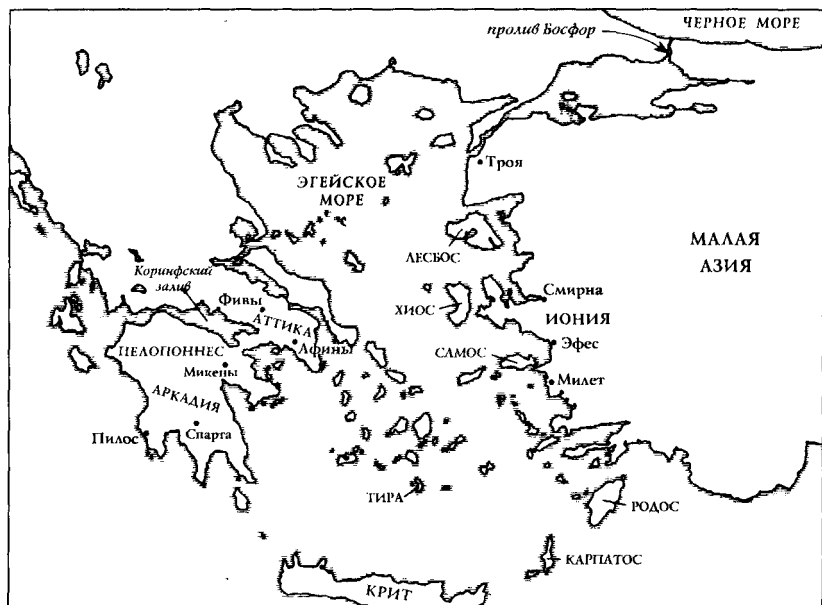 ЧЕРНОЕ МОРЕ
пролив Босфор
Троя
ЭГЕЙСКОЕ
МОРЕ
МАЛАЯ
АЗИЯ
ЛЕСБОС
Коринфский
залив
Фивы
АТТИКА
Афины
ХИОС
Смирна
ИОНИЯ
Эфес
САМОС
Милет
ПЕЛОПОННЕС
Микены
АРКАДИЯ
Пилос
Спарта
ТИРА
РОДОС
КАРПАТОС
КРИТ